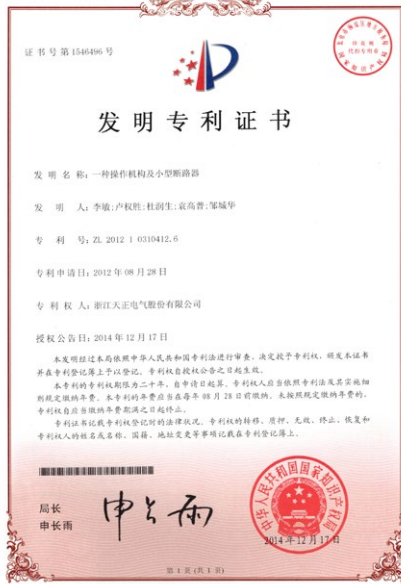 证书号第1546496号
发明专利证书
发 明 名 称：一种操作机构及小型断路器
发 明 人：李敏;卢权胜;杜润生;袁高普;邹城华
专 利 号：ZL 2012 1 0310412.6
专利申请日：2012年08月28日
专 利 权 人：浙江天正电气股份有限公司
授权公告日：2014年12月17日
本发明经过本局依照中华人民共和国专利法进行审查，决定授予专利权，颁发本证书
并在专利登记簿上予以登记。专利权自授权公告之日起生效。
本专利的专利权期限为二十年，自申请日起算。专利权人应当依照专利法及其实施细
则规定缴纳年费。本专利的年费应当在每年08月28日前缴纳。未按照规定缴纳年费的，
专利权自应当缴纳年费期满之日起终止。
专利证书记载专利权登记时的法律状况。专利权的转移、质押、无效、终止、恢复和
专利权人的姓名或名称、国籍、地址变更等事项记载在专利登记簿上。
局长
申长雨
申长雨
中华人民共和国国家知识产权局
2014年12月17日
第 1 页 (共 1 页)